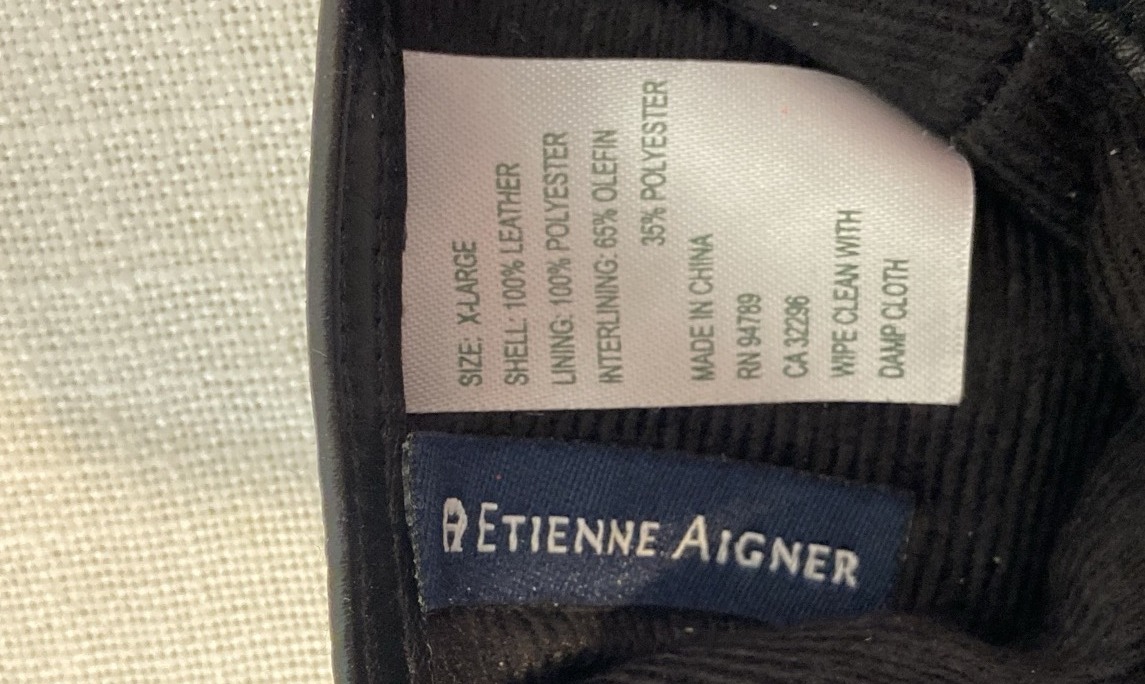 SIZE: X-LARGE
SHELL: 100% LEATHER
LINING: 100% POLYESTER
INTERLINING: 65% OLEFIN
35% POLYESTER
MADE IN CHINA
RN 94789
CA 32296
WIPE CLEAN WITH
DAMP CLOTH
ETIENNE AIGNER